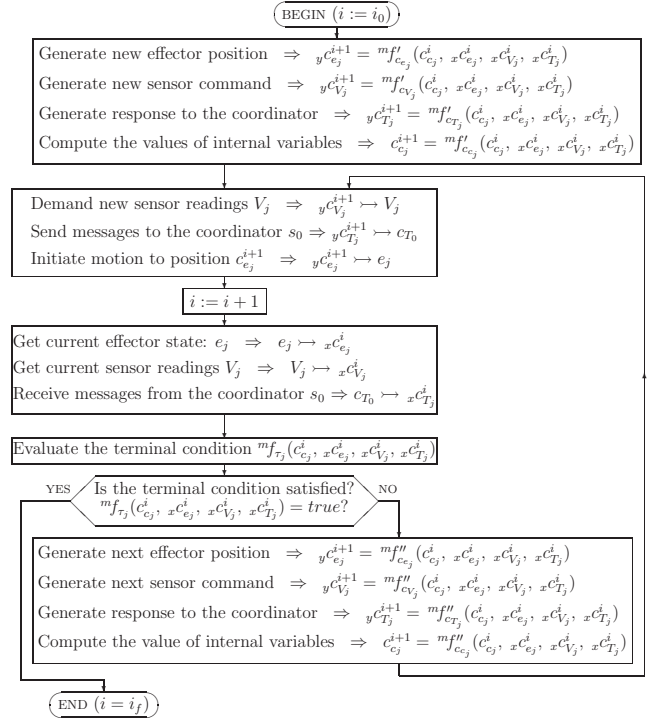 BEGIN (i := i₀)
Generate new effector position ⇒ _y c_{e_j}^{i+1} = ^m f'_{c_{e_j}}(c_{c_j}^i, _x c_{e_j}^i, _x c_{V_j}^i, _x c_{T_j}^i)
Generate new sensor command ⇒ _y c_{V_j}^{i+1} = ^m f'_{c_{V_j}}(c_{c_j}^i, _x c_{e_j}^i, _x c_{V_j}^i, _x c_{T_j}^i)
Generate response to the coordinator ⇒ _y c_{T_j}^{i+1} = ^m f'_{c_{T_j}}(c_{c_j}^i, _x c_{e_j}^i, _x c_{V_j}^i, _x c_{T_j}^i)
Compute the values of internal variables ⇒ c_{c_j}^{i+1} = ^m f'_{c_{c_j}}(c_{c_j}^i, _x c_{e_j}^i, _x c_{V_j}^i, _x c_{T_j}^i)
Demand new sensor readings V_j ⇒ _y c_{V_j}^{i+1} ↣ V_j
Send messages to the coordinator s₀ ⇒ _y c_{T_j}^{i+1} ↣ c_{T_0}
Initiate motion to position c_{e_j}^{i+1} ⇒ _y c_{e_j}^{i+1} ↣ e_j
i := i + 1
Get current effector state: e_j ⇒ e_j ↣ _x c_{e_j}^i
Get current sensor readings V_j ⇒ V_j ↣ _x c_{V_j}^i
Receive messages from the coordinator s₀ ⇒ c_{T_0} ↣ _x c_{T_j}^i
Evaluate the terminal condition ^m f_{τ_j}(c_{c_j}^i, _x c_{e_j}^i, _x c_{V_j}^i, _x c_{T_j}^i)
YES
Is the terminal condition satisfied?
NO
^m f_{τ_j}(c_{c_j}^i, _x c_{e_j}^i, _x c_{V_j}^i, _x c_{T_j}^i) = true?
Generate next effector position ⇒ _y c_{e_j}^{i+1} = ^m f''_{c_{e_j}}(c_{c_j}^i, _x c_{e_j}^i, _x c_{V_j}^i, _x c_{T_j}^i)
Generate next sensor command ⇒ _y c_{V_j}^{i+1} = ^m f''_{c_{V_j}}(c_{c_j}^i, _x c_{e_j}^i, _x c_{V_j}^i, _x c_{T_j}^i)
Generate response to the coordinator ⇒ _y c_{T_j}^{i+1} = ^m f''_{c_{T_j}}(c_{c_j}^i, _x c_{e_j}^i, _x c_{V_j}^i, _x c_{T_j}^i)
Compute the value of internal variables ⇒ c_{c_j}^{i+1} = ^m f''_{c_{c_j}}(c_{c_j}^i, _x c_{e_j}^i, _x c_{V_j}^i, _x c_{T_j}^i)
END (i = i_f)